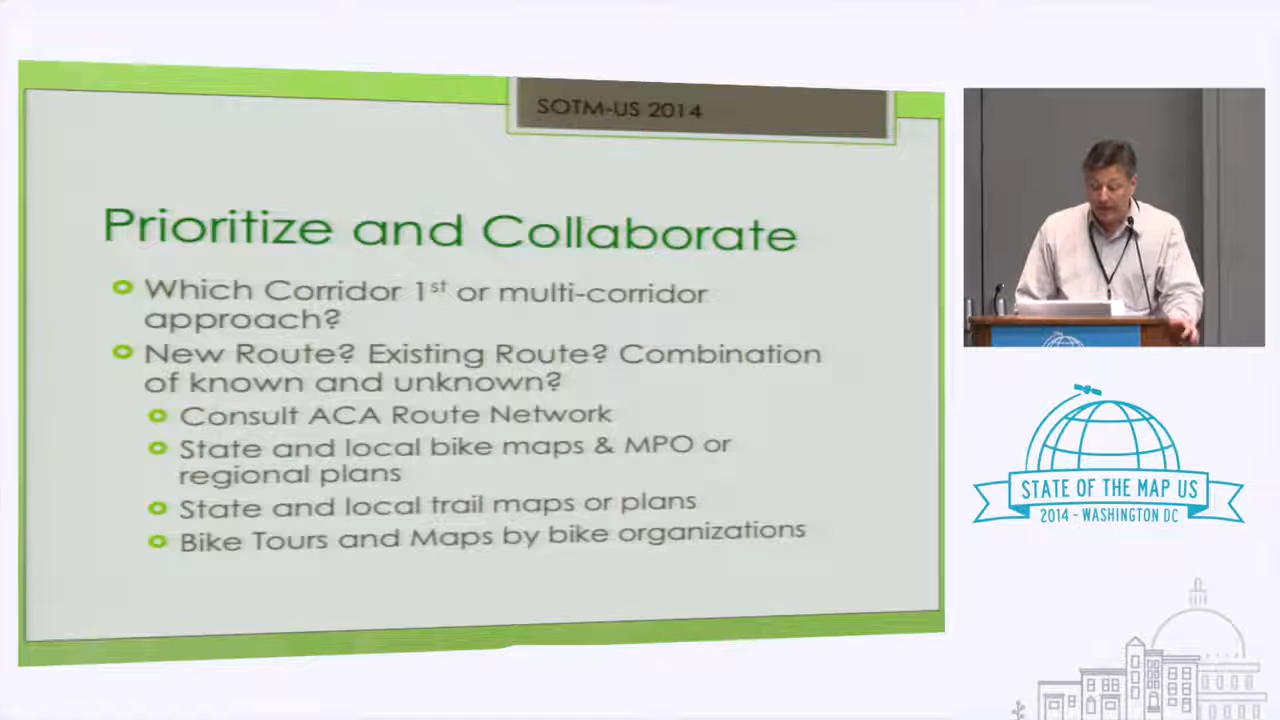 SOTM-US 2014
Prioritize and Collaborate
Which Corridor 1st or multi-corridor
approach?
New Route? Existing Route? Combination
of known and unknown?
Consult ACA Route Network
State and local bike maps & MPO or
regional plans
State and local trail maps or plans
Bike Tours and Maps by bike organizations
STATE OF THE MAP US
2014 - WASHINGTON DC